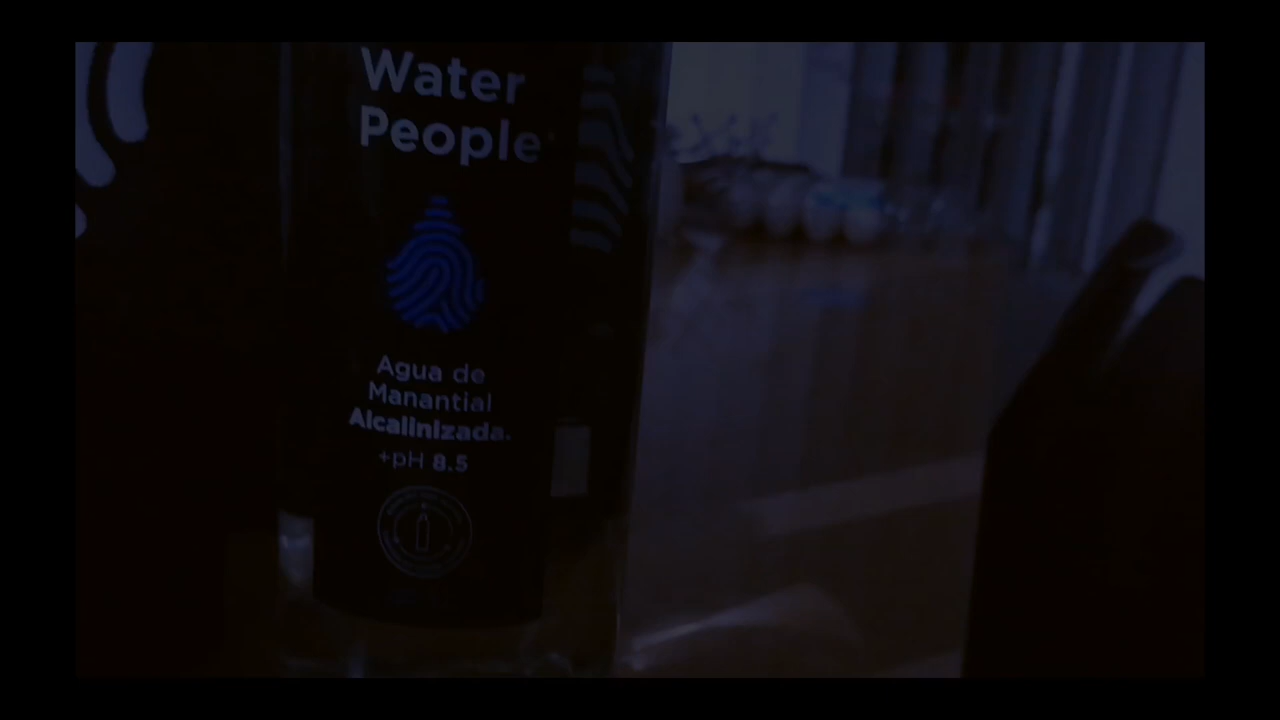 Water
People
Agua de
Manantial
Alcalinizada.
+pH 8.5